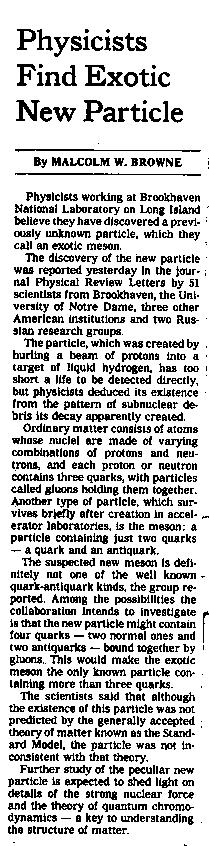 Physicists
Find Exotic
New Particle
By MALCOLM W. BROWNE
Physicists working at Brookhaven
National Laboratory on Long Island
believe they have discovered a previ-
ously unknown particle, which they
call an exotic meson.
The discovery of the new particle
was reported yesterday in the jour-
nal Physical Review Letters by 51
scientists from Brookhaven, the Uni-
versity of Notre Dame, three other
American institutions and two Rus-
sian research groups.
The particle, which was created by
hurling a beam of protons into a
target of liquid hydrogen, has too
short a life to be detected directly,
but physicists deduced its existence
from the pattern of subnuclear de-
bris its decay apparently created.
Ordinary matter consists of atoms
whose nuclei are made of varying
combinations of protons and neu-
trons, and each proton or neutron
contains three quarks, with particles
called gluons holding them together.
Another type of particle, which sur-
vives briefly after creation in accel-
erator laboratories, is the meson: a
particle containing just two quarks
— a quark and an antiquark.
The suspected new meson is defi-
nitely not one of the well known
quark-antiquark kinds, the group re-
ported. Among the possibilities the
collaboration intends to investigate
is that the new particle might contain
four quarks — two normal ones and
two antiquarks — bound together by
gluons. This would make the exotic
meson the only known particle con-
taining more than three quarks.
The scientists said that although
the existence of this particle was not
predicted by the generally accepted
theory of matter known as the Stand-
ard Model, the particle was not in-
consistent with that theory.
Further study of the peculiar new
particle is expected to shed light on
details of the strong nuclear force
and the theory of quantum chromo-
dynamics — a key to understanding
the structure of matter.